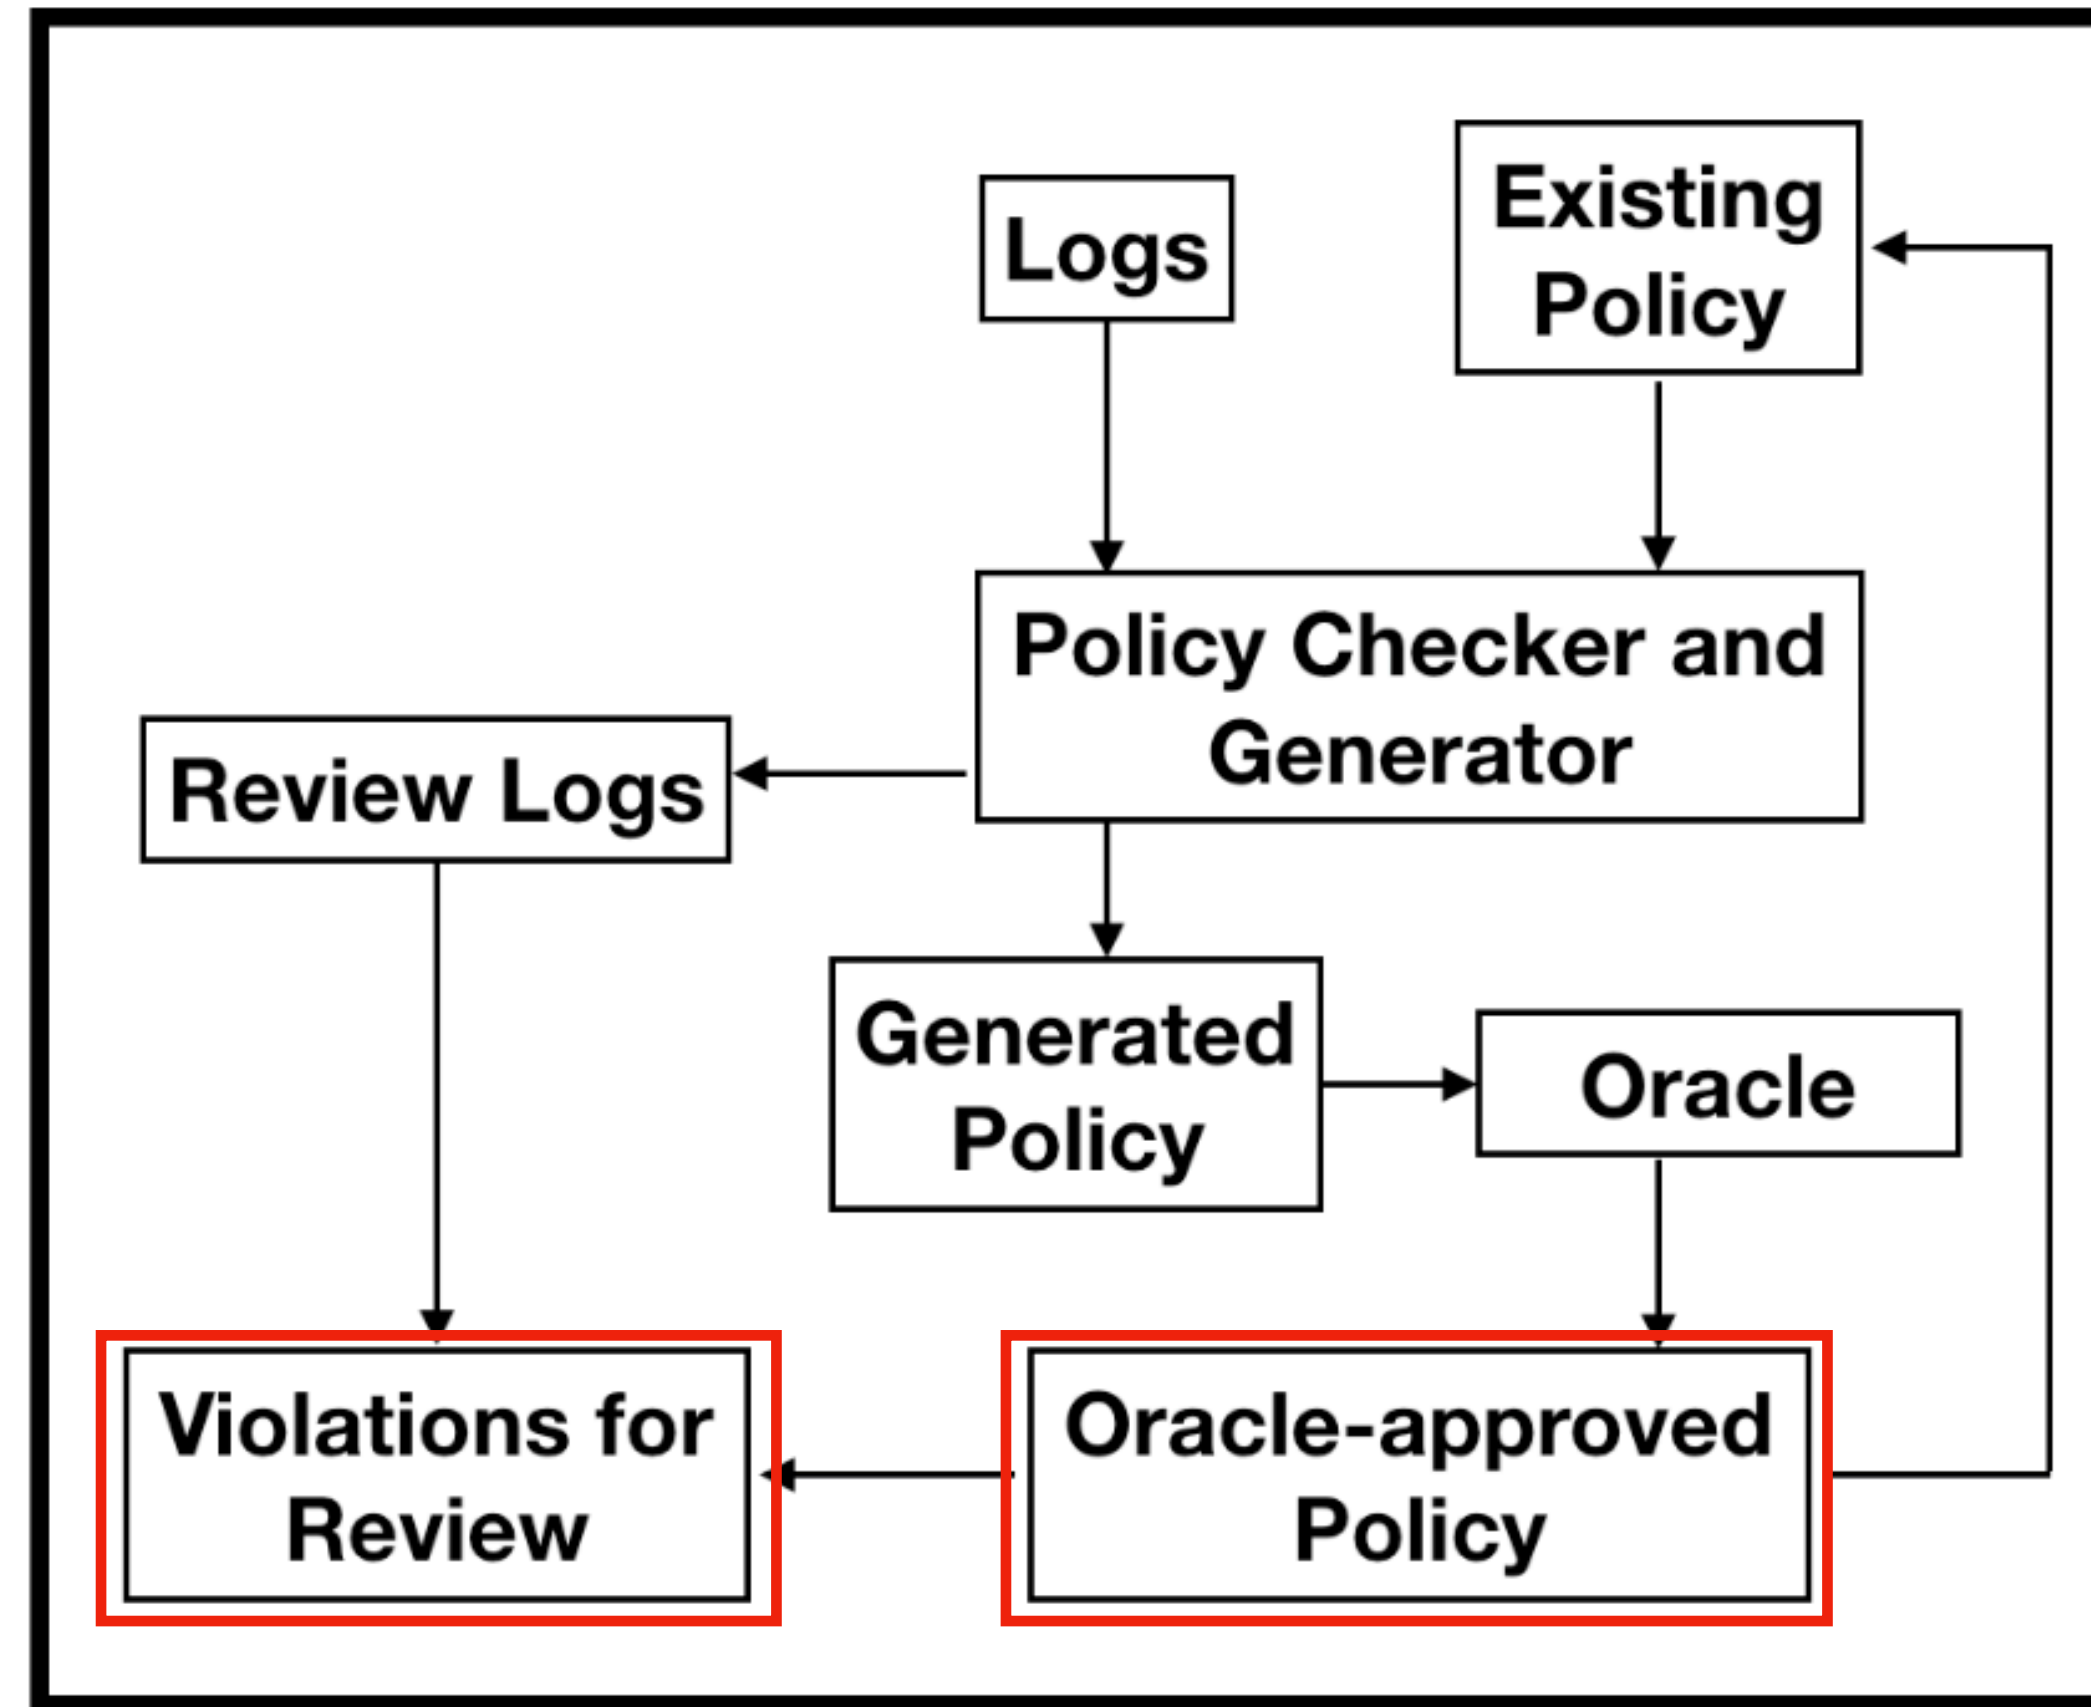 Logs
Existing
Policy
Policy Checker and
Generator
Review Logs
Generated
Policy
Oracle
Violations for
Review
Oracle-approved
Policy